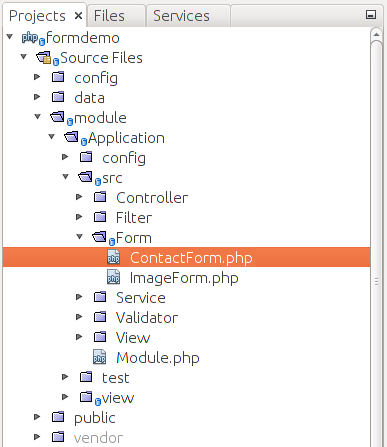 Projects × Files Services
formdemo
Source Files
config
data
module
Application
config
src
Controller
Filter
Form
ContactForm.php
ImageForm.php
Service
Validator
View
Module.php
test
view
public
vendor